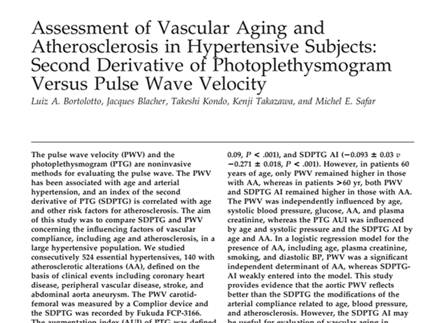 Assessment of Vascular Aging and
Atherosclerosis in Hypertensive Subjects:
Second Derivative of Photoplethysmogram
Versus Pulse Wave Velocity
Luiz A. Bortolotto, Jacques Blacher, Takeshi Kondo, Kenji Takazawa, and Michel E. Safar
The pulse wave velocity (PWV) and the
photoplethysmogram (PTG) are noninvasive
methods for evaluating the pulse wave. The PWV
has been associated with age and arterial
hypertension, and an index of the second
derivative of PTG (SDPTG) is correlated with age
and other risk factors for atherosclerosis. The aim
of this study was to compare SDPTG and PWV
concerning the influencing factors of vascular
compliance, including age and atherosclerosis, in a
large hypertensive population. We studied
consecutively 524 essential hypertensives, 140 with
atherosclerotic alterations (AA), defined on the
basis of clinical events including coronary heart
disease, peripheral vascular disease, stroke, and
abdominal aorta aneurysm. The PWV carotid-
femoral was measured by a Complior device and
the SDPTG was recorded by Fukuda FCP-3166.
The augmentation index (AUI) of PTG was defined
0.09, P < .001), and SDPTG AI (−0.093 ± 0.03 v
−0.271 ± 0.018, P < .001). However, in patients 60
years of age, only PWV remained higher in those
with AA, whereas in patients >60 yr, both PWV
and SDPTG AI remained higher in those with AA.
The PWV was independently influenced by age,
systolic blood pressure, glucose, AA, and plasma
creatinine, whereas the PTG AUI was influenced
by age and systolic pressure and the SDPTG AI by
age and AA. In a logistic regression model for the
presence of AA, including age, plasma creatinine,
smoking, and diastolic BP, PWV was a significant
independent determinant of AA, whereas SDPTG-
AI weakly entered into the model. This study
provides evidence that the aortic PWV reflects
better than the SDPTG the modifications of the
arterial compliance related to age, blood pressure,
and atherosclerosis. However, the SDPTG AI may
be useful for evaluation of vascular aging in